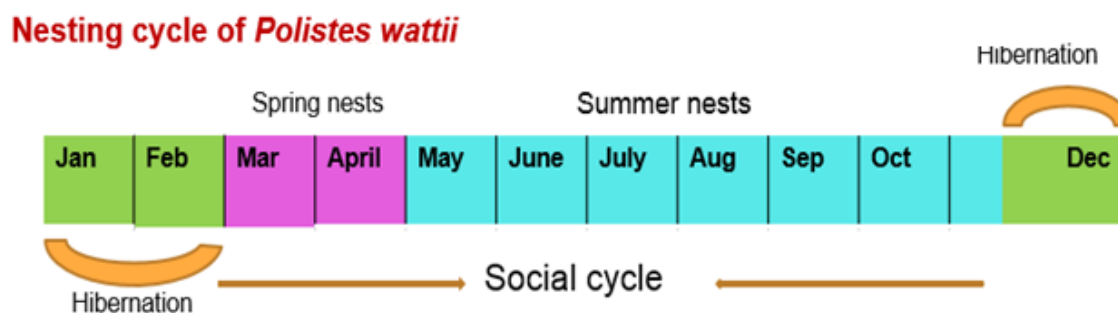 Nesting cycle of Polistes wattii
Hibernation
Spring nests
Summer nests
Jan Feb Mar April May June July Aug Sep Oct Dec
Social cycle
Hibernation